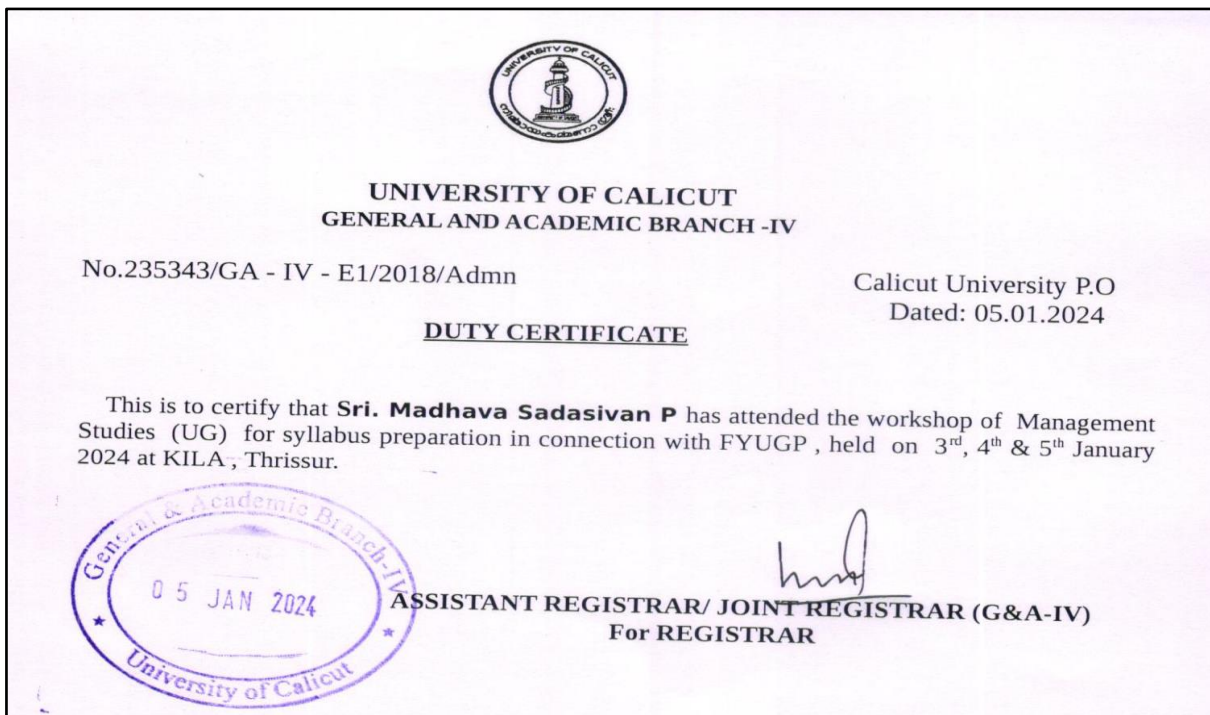 UNIVERSITY OF CALICUT
UNIVERSITY OF CALICUT
GENERAL AND ACADEMIC BRANCH -IV
No.235343/GA - IV - E1/2018/Admn
Calicut University P.O
Dated: 05.01.2024
DUTY CERTIFICATE
This is to certify that Sri. Madhava Sadasivan P has attended the workshop of Management
Studies (UG) for syllabus preparation in connection with FYUGP , held on 3rd, 4th & 5th January
2024 at KILA , Thrissur.
General & Academic Branch-IV
05 JAN 2024
University of Calicut
ASSISTANT REGISTRAR/ JOINT REGISTRAR (G&A-IV)
For REGISTRAR